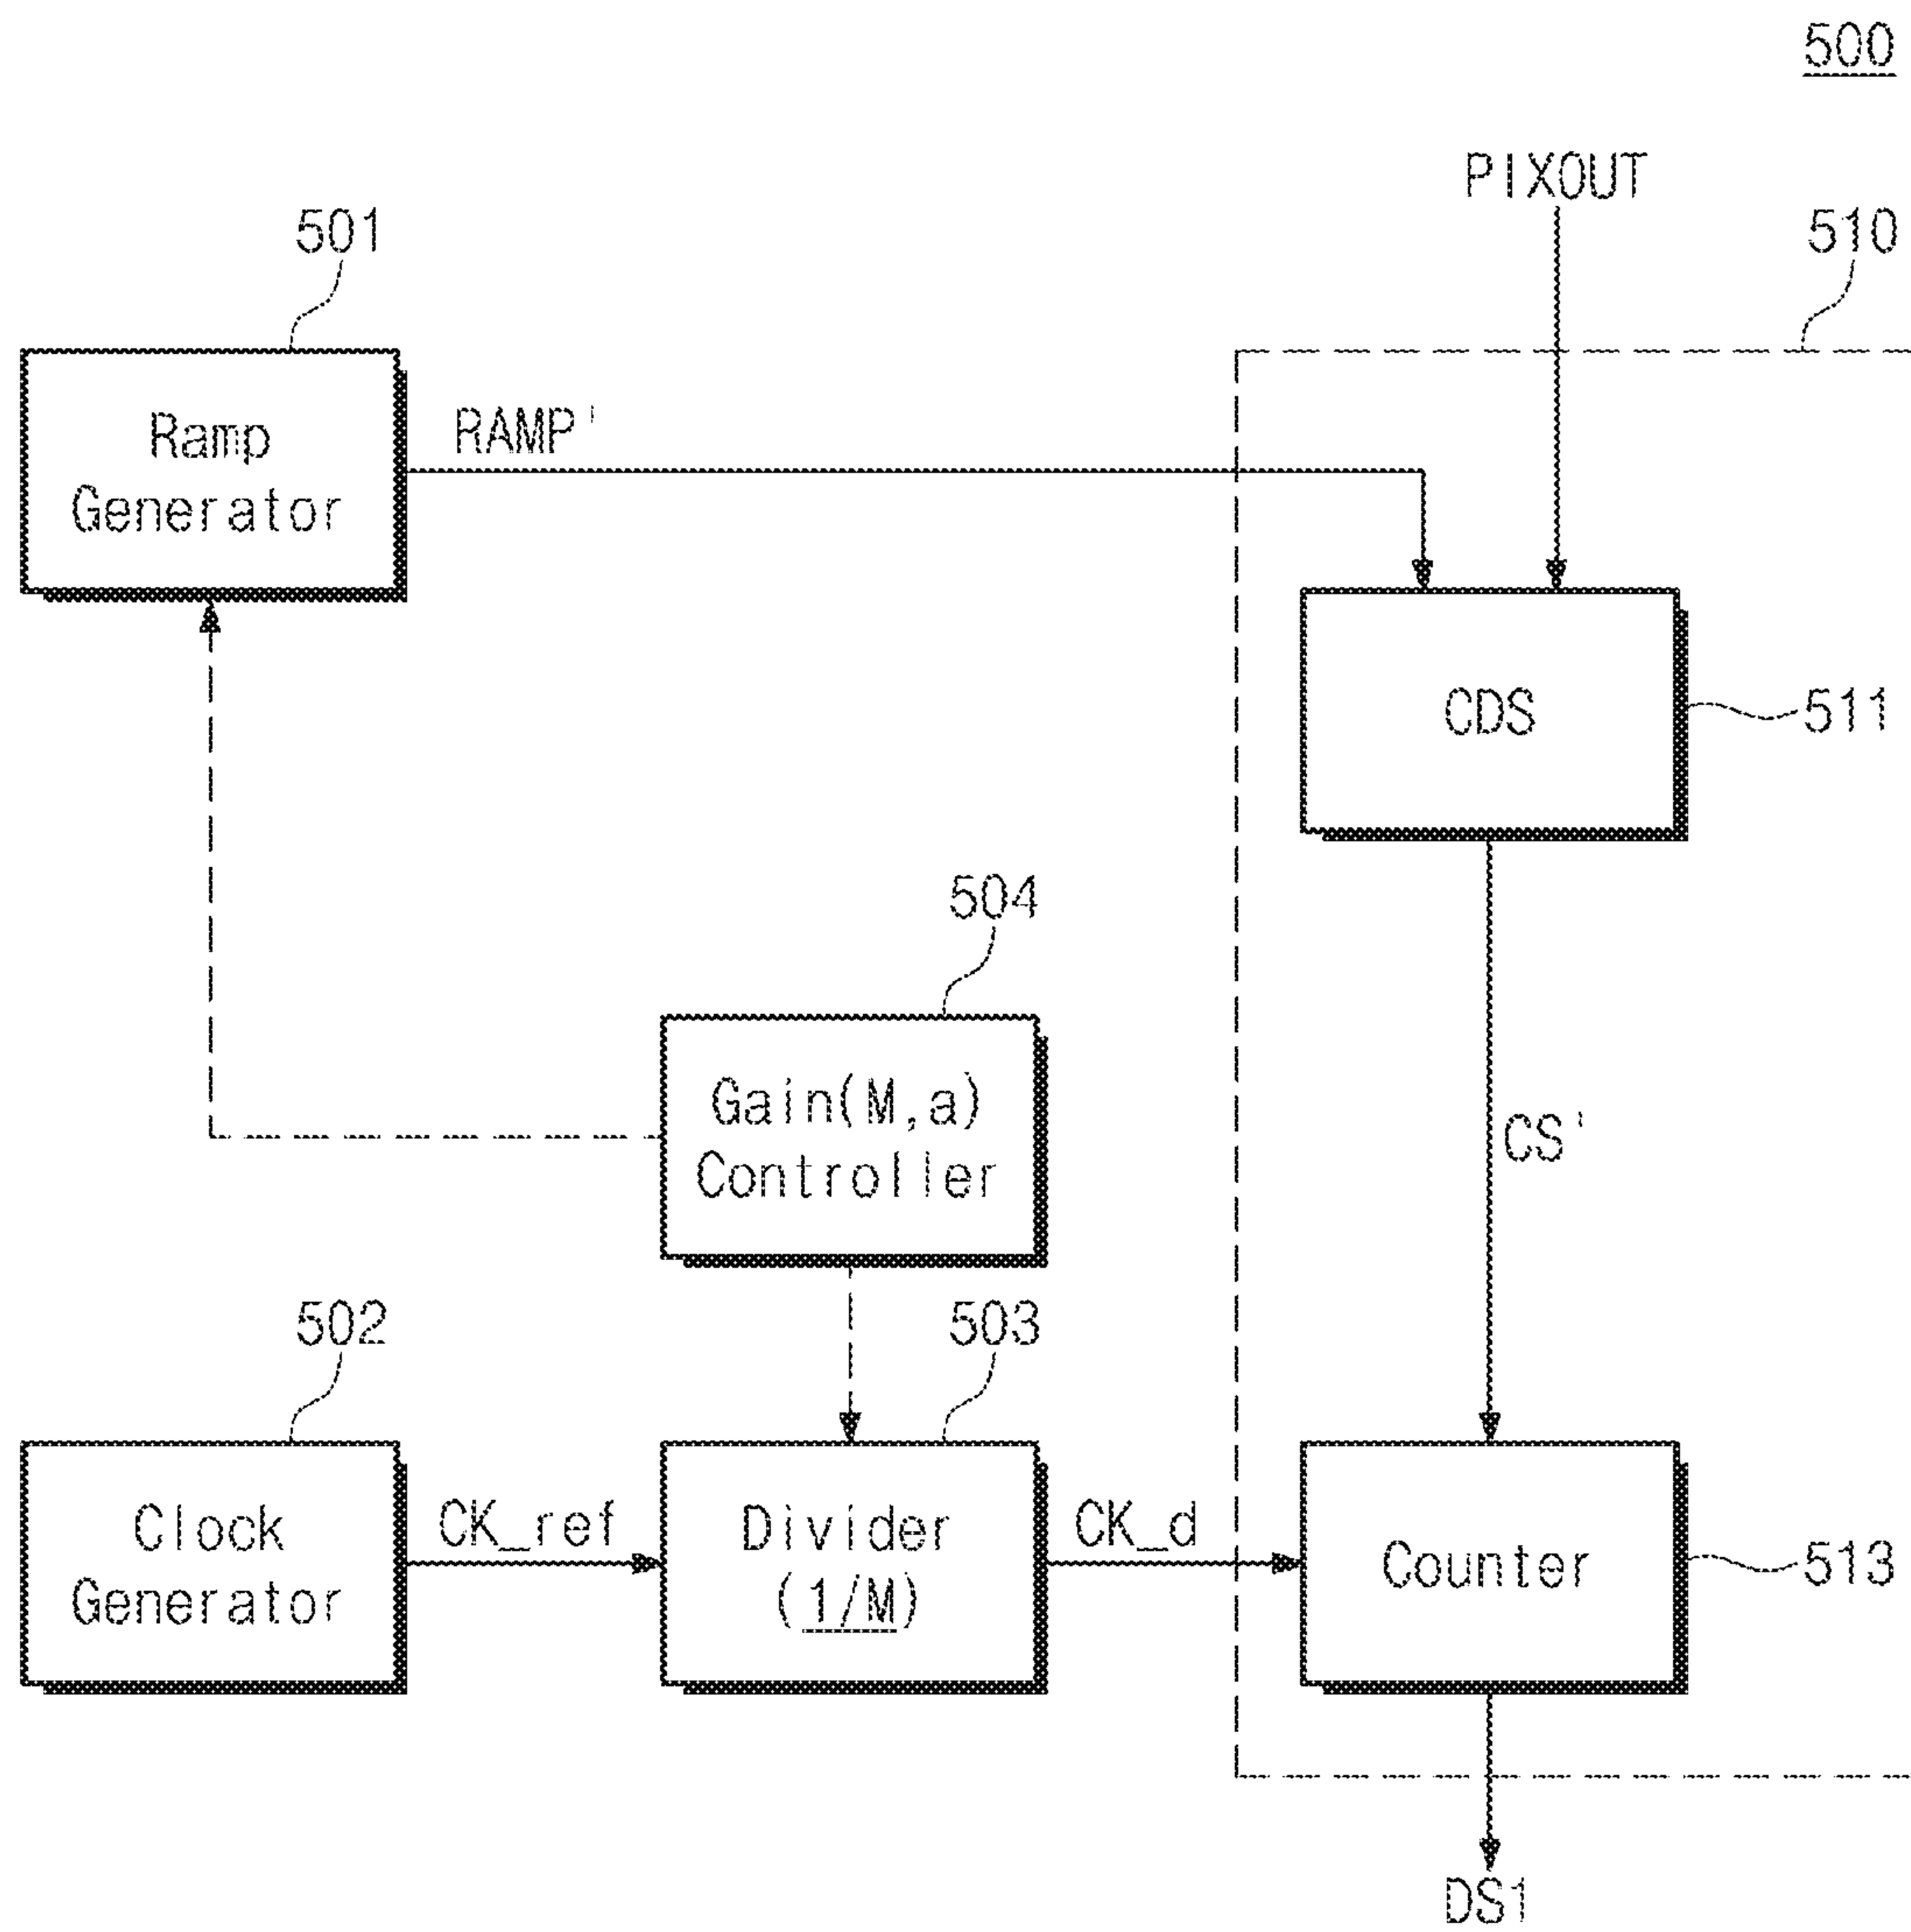 500
PIXOUT
501
510
Ramp
Generator
RAMP'
CDS
511
504
Gain(M,a)
Controller
CS'
502
503
Clock
Generator
CK_ref
Divider
(1/M)
CK_d
Counter
513
DS1